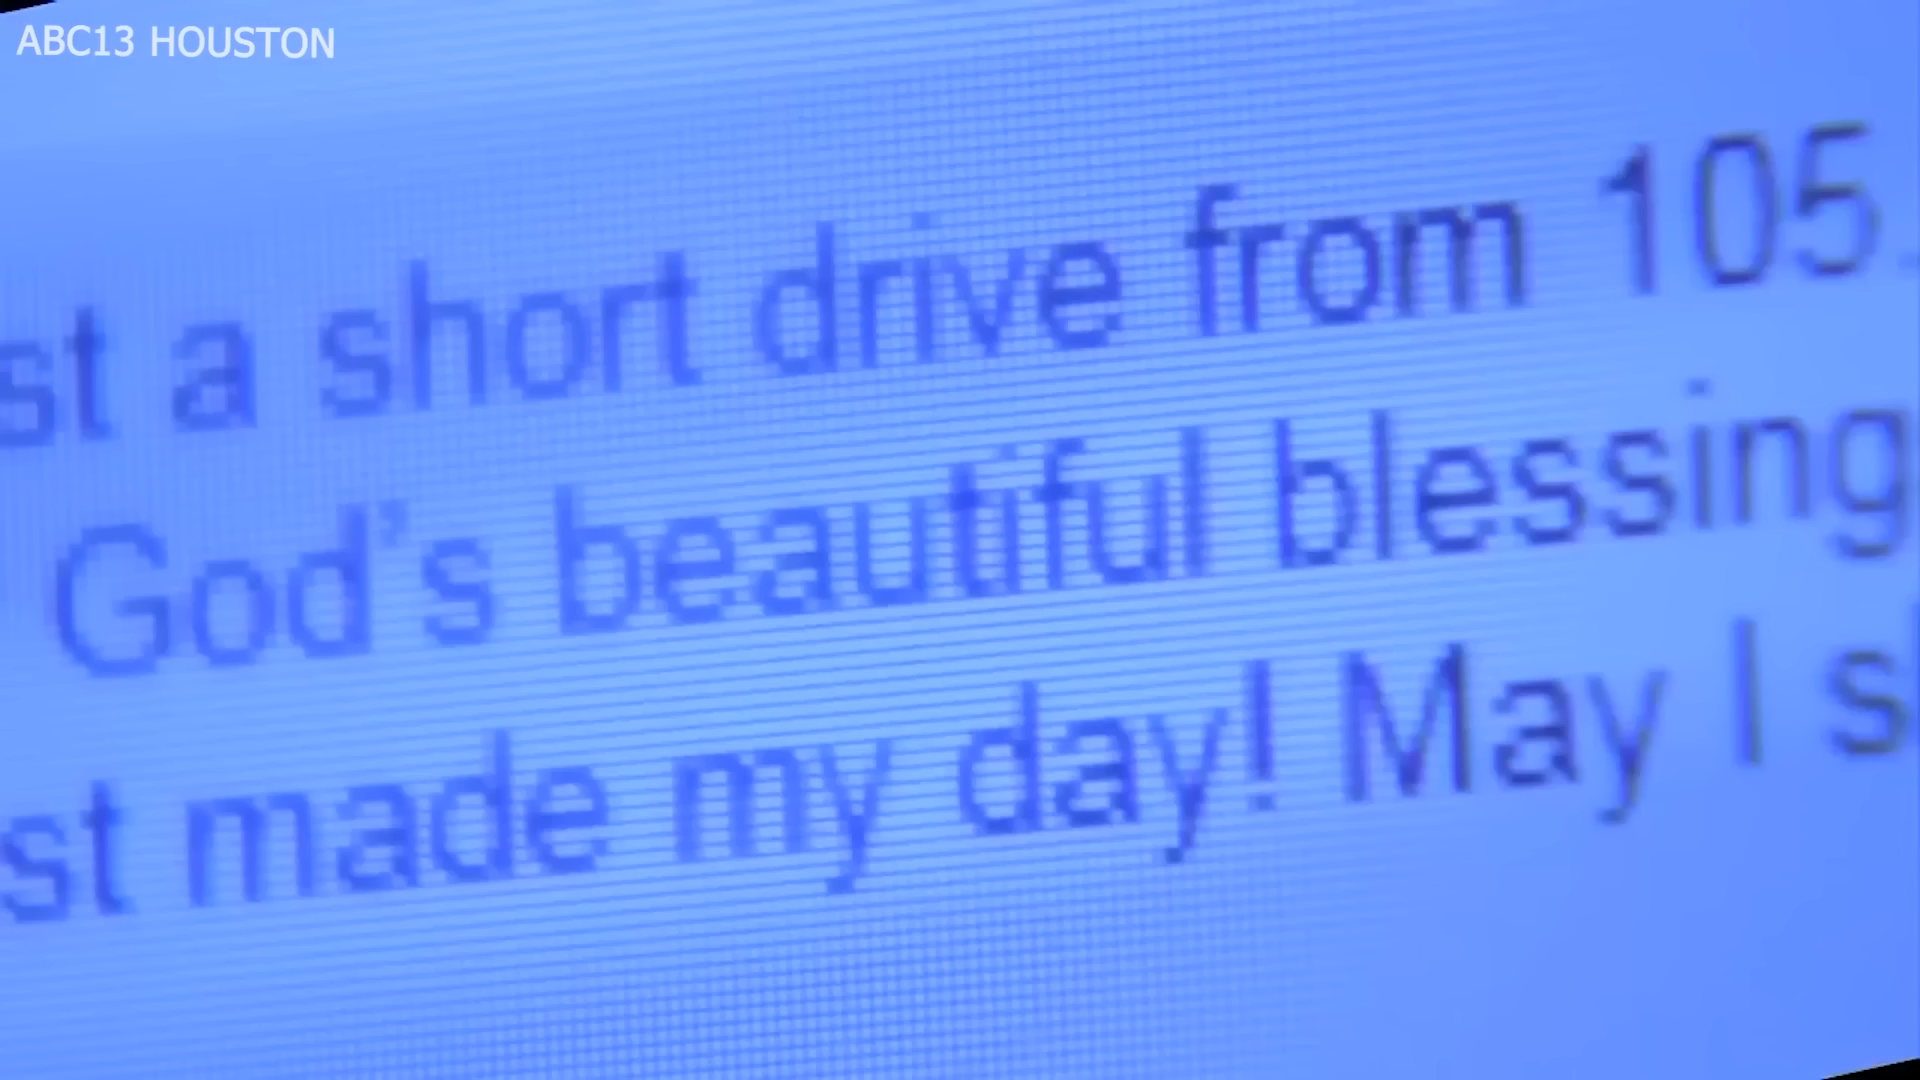 ABC13 HOUSTON
st a short drive from 105.
God's beautiful blessing
st made my day! May I s